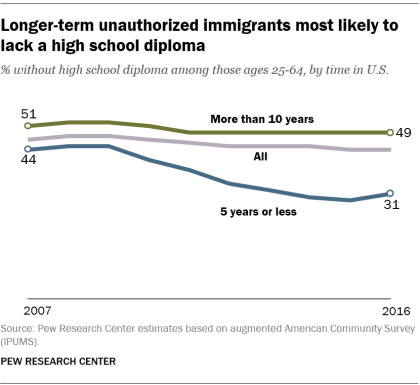 Longer-term unauthorized immigrants most likely to
lack a high school diploma
% without high school diploma among those ages 25-64, by time in U.S.
51
More than 10 years
49
All
44
31
5 years or less
2007
2016
Source: Pew Research Center estimates based on augmented American Community Survey
(IPUMS).
PEW RESEARCH CENTER